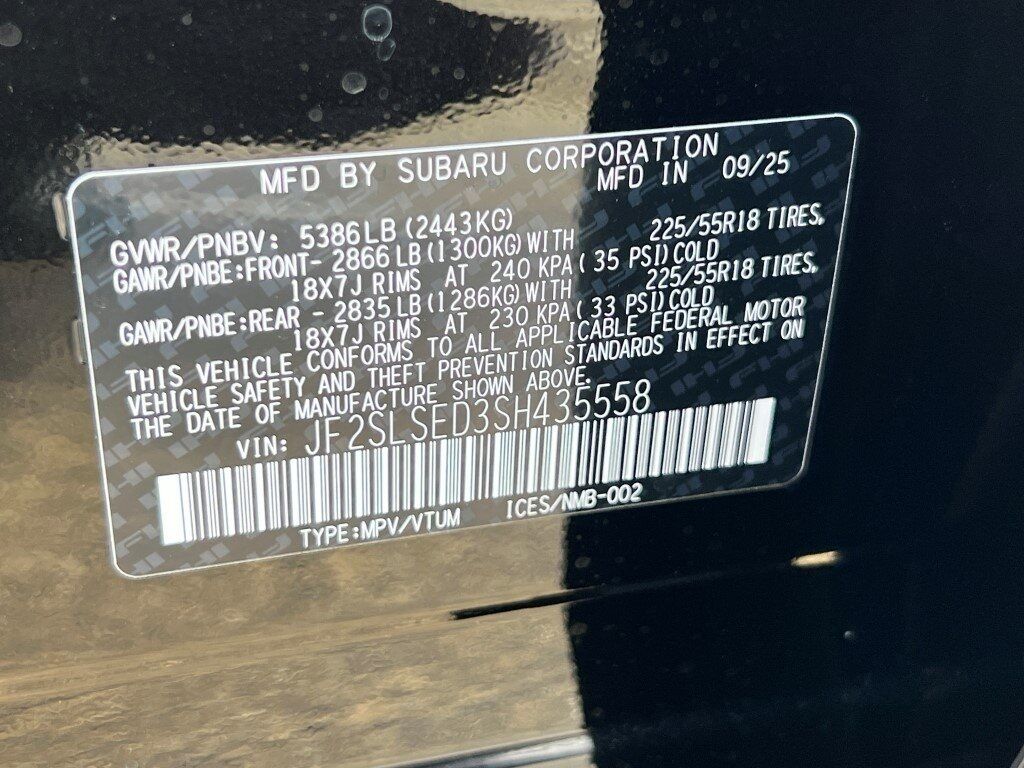 MFD BY SUBARU CORPORATION
MFD IN 09/25
GVWR/PNBV: 5386LB (2443KG)
GAWR/PNBE:FRONT- 2866LB (1300KG) WITH 225/55R18 TIRES,
18X7J RIMS AT 240 KPA ( 35 PSI) COLD
GAWR/PNBE:REAR - 2835LB (1286KG) WITH 225/55R18 TIRES,
18X7J RIMS AT 230 KPA ( 33 PSI) COLD
THIS VEHICLE CONFORMS TO ALL APPLICABLE FEDERAL MOTOR
VEHICLE SAFETY AND THEFT PREVENTION STANDARDS IN EFFECT ON
THE DATE OF MANUFACTURE SHOWN ABOVE.
VIN: JF2SLSED3SH435558
TYPE:MPV/VTUM ICES/NMB-002